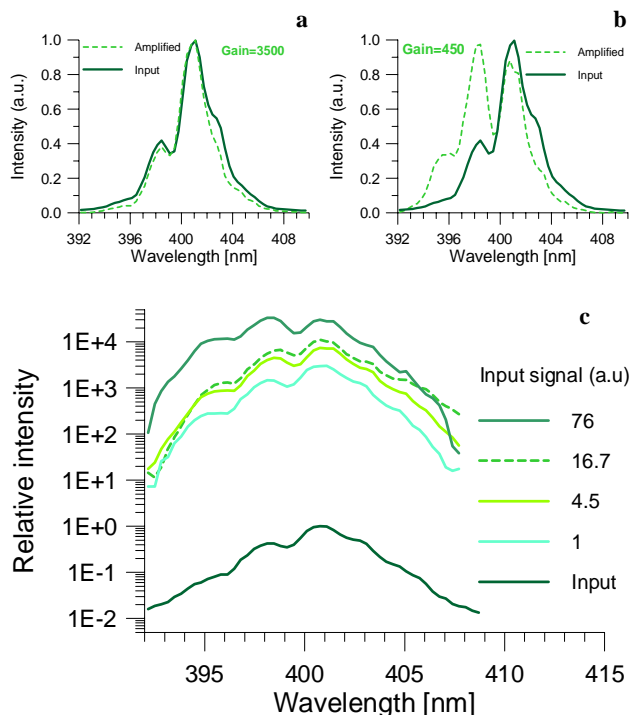 a
Amplified
Input
Gain=3500
1.0
0.8
0.6
0.4
0.2
0.0
Intensity (a.u.)
392 396 400 404 408
Wavelength [nm]
b
Gain=450
Amplified
Input
1.0
0.8
0.6
0.4
0.2
0.0
Intensity (a.u.)
392 396 400 404 408
Wavelength [nm]
c
1E+4
1E+3
1E+2
1E+1
1E+0
1E-1
1E-2
Relative intensity
Input signal (a.u)
76
16.7
4.5
1
Input
395 400 405 410 415
Wavelength [nm]